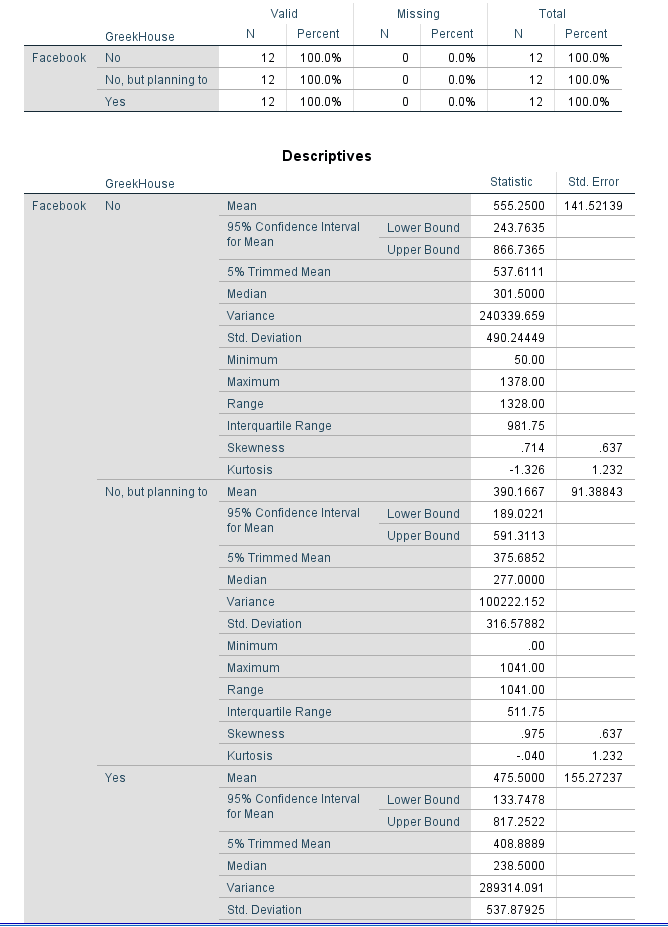 Valid Missing Total
GreekHouse N Percent N Percent N Percent
Facebook No 12 100.0% 0 0.0% 12 100.0%
No, but planning to 12 100.0% 0 0.0% 12 100.0%
Yes 12 100.0% 0 0.0% 12 100.0%
Descriptives
GreekHouse Statistic Std. Error
Facebook No Mean 555.2500 141.52139
95% Confidence Interval for Mean Lower Bound 243.7635
Upper Bound 866.7365
5% Trimmed Mean 537.6111
Median 301.5000
Variance 240339.659
Std. Deviation 490.24449
Minimum 50.00
Maximum 1378.00
Range 1328.00
Interquartile Range 981.75
Skewness .714 .637
Kurtosis -1.326 1.232
No, but planning to Mean 390.1667 91.38843
95% Confidence Interval for Mean Lower Bound 189.0221
Upper Bound 591.3113
5% Trimmed Mean 375.6852
Median 277.0000
Variance 100222.152
Std. Deviation 316.57882
Minimum .00
Maximum 1041.00
Range 1041.00
Interquartile Range 511.75
Skewness .975 .637
Kurtosis -.040 1.232
Yes Mean 475.5000 155.27237
95% Confidence Interval for Mean Lower Bound 133.7478
Upper Bound 817.2522
5% Trimmed Mean 408.8889
Median 238.5000
Variance 289314.091
Std. Deviation 537.87925